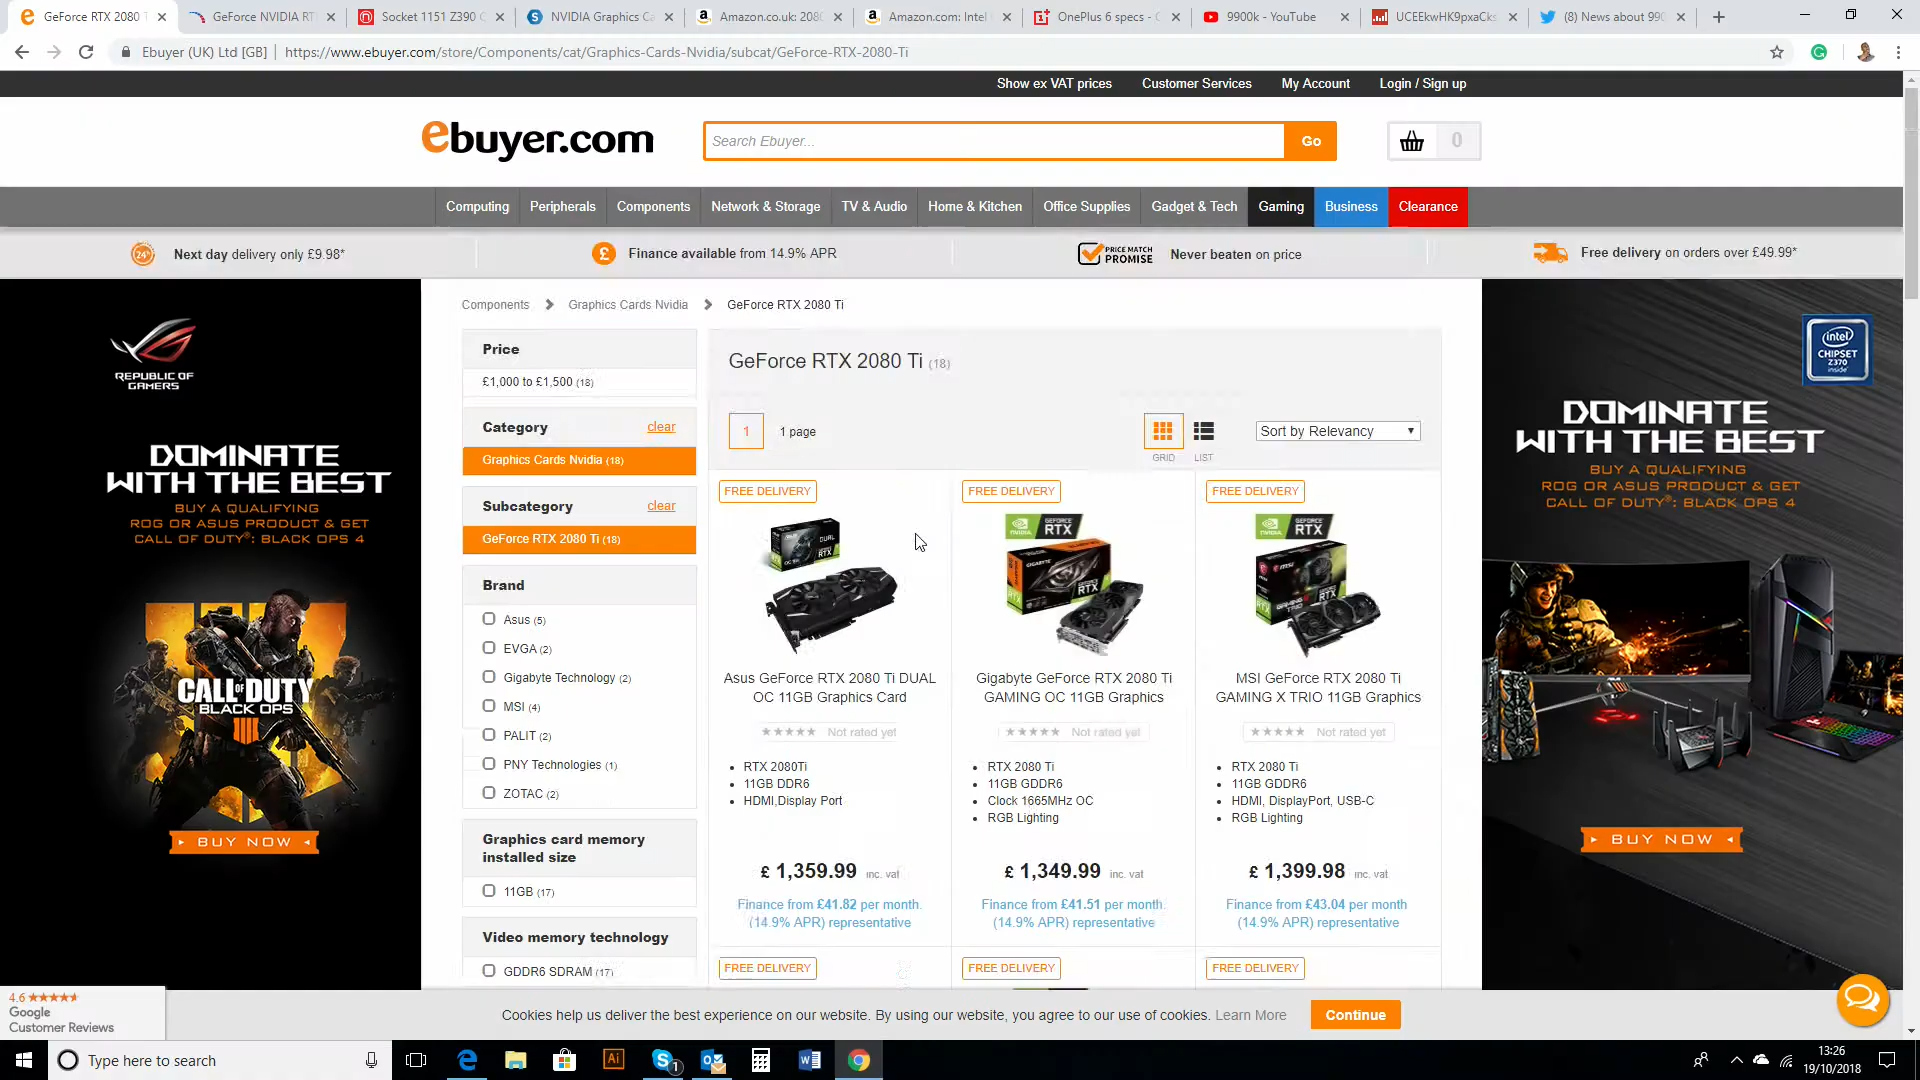 GeForce RTX 2080
GeForce NVIDIA RT
Socket 1151 Z390 C
NVIDIA Graphics Ca
Amazon.co.uk: 2080
Amazon.com: Intel
OnePlus 6 specs - C
9900k - YouTube
UCEEkwHK9pxaCks
(8) News about 990
Ebuyer (UK) Ltd [GB]
https://www.ebuyer.com/store/Components/cat/Graphics-Cards-Nvidia/subcat/GeForce-RTX-2080-Ti
Show ex VAT prices
Customer Services
My Account
Login / Sign up
ebuyer.com
Search Ebuyer...
Go
0
Computing
Peripherals
Components
Network & Storage
TV & Audio
Home & Kitchen
Office Supplies
Gadget & Tech
Gaming
Business
Clearance
Next day delivery only £9.98*
Finance available from 14.9% APR
PRICE MATCH
PROMISE
Never beaten on price
Free delivery on orders over £49.99*
REPUBLIC OF
GAMERS
DOMINATE
WITH THE BEST
BUY A QUALIFYING
ROG OR ASUS PRODUCT & GET
CALL OF DUTY®: BLACK OPS 4
CALL OF DUTY
BLACK OPS
IIII
BUY NOW
Components
Graphics Cards Nvidia
GeForce RTX 2080 Ti
Price
£1,000 to £1,500 (18)
Category
clear
Graphics Cards Nvidia (18)
Subcategory
clear
GeForce RTX 2080 Ti (18)
Brand
Asus (5)
EVGA (2)
Gigabyte Technology (2)
MSI (4)
PALIT (2)
PNY Technologies (1)
ZOTAC (2)
Graphics card memory
installed size
11GB (17)
Video memory technology
GDDR6 SDRAM (17)
GeForce RTX 2080 Ti (18)
1
1 page
GRID
LIST
Sort by Relevancy
FREE DELIVERY
Asus GeForce RTX 2080 Ti DUAL
OC 11GB Graphics Card
Not rated yet
RTX 2080Ti
11GB DDR6
HDMI,Display Port
£ 1,359.99 inc. vat
Finance from £41.82 per month.
(14.9% APR) representative
FREE DELIVERY
FREE DELIVERY
GEFORCE
RTX
Gigabyte GeForce RTX 2080 Ti
GAMING OC 11GB Graphics
Not rated yet
RTX 2080 Ti
11GB GDDR6
Clock 1665MHz OC
RGB Lighting
£ 1,349.99 inc. vat
Finance from £41.51 per month.
(14.9% APR) representative
FREE DELIVERY
FREE DELIVERY
GEFORCE
RTX
MSI GeForce RTX 2080 Ti
GAMING X TRIO 11GB Graphics
Not rated yet
RTX 2080 Ti
11GB GDDR6
HDMI, DisplayPort, USB-C
RGB Lighting
£ 1,399.98 inc. vat
Finance from £43.04 per month
(14.9% APR) representative
FREE DELIVERY
intel
CHIPSET
Z370
inside
DOMINATE
WITH THE BEST
BUY A QUALIFYING
ROG OR ASUS PRODUCT & GET
CALL OF DUTY®: BLACK OPS 4
BUY NOW
4.6
Google
Customer Reviews
Cookies help us deliver the best experience on our website. By using our website, you agree to our use of cookies. Learn More
Continue
Type here to search
Ai
1
13:26
19/10/2018